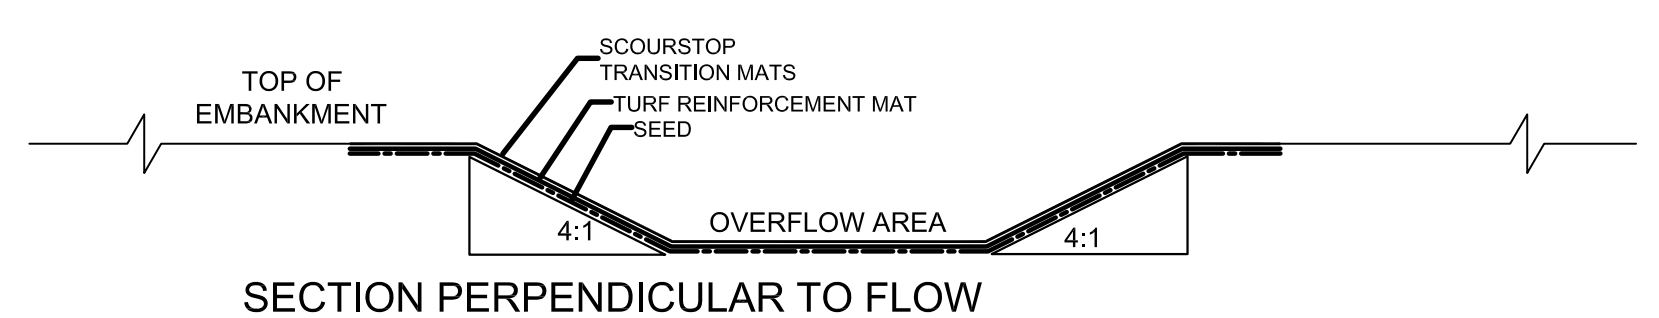 SCOURSTOP
TRANSITION MATS
TOP OF
EMBANKMENT
TURF REINFORCEMENT MAT
SEED
OVERFLOW AREA
4:1
4:1
SECTION PERPENDICULAR TO FLOW